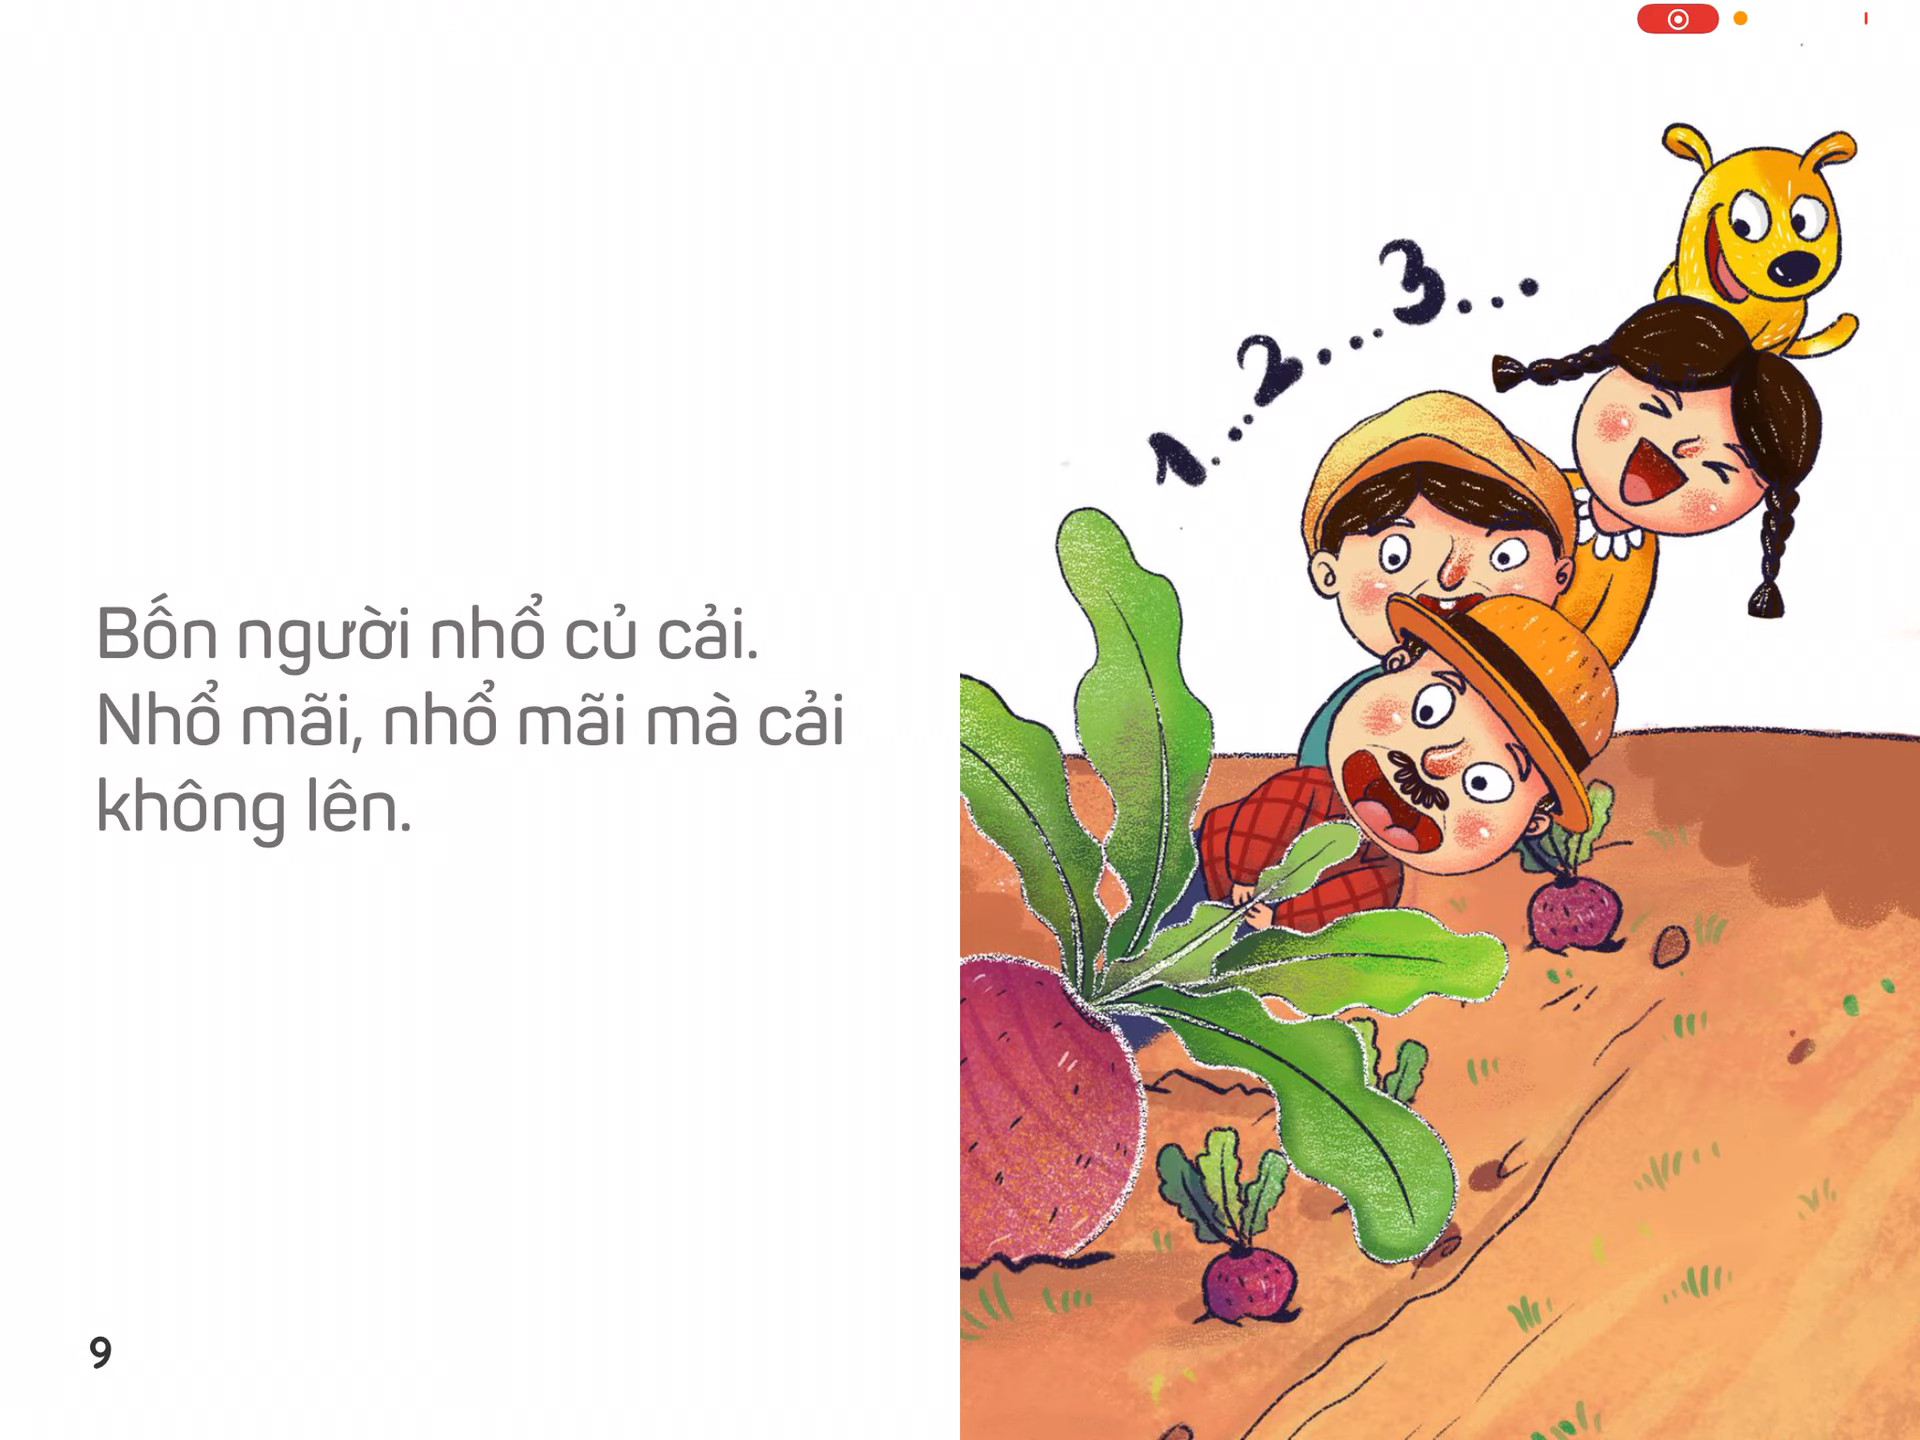 Bốn người nhổ củ cải.
Nhổ mãi, nhổ mãi mà cải
không lên.
1...2....3....
9